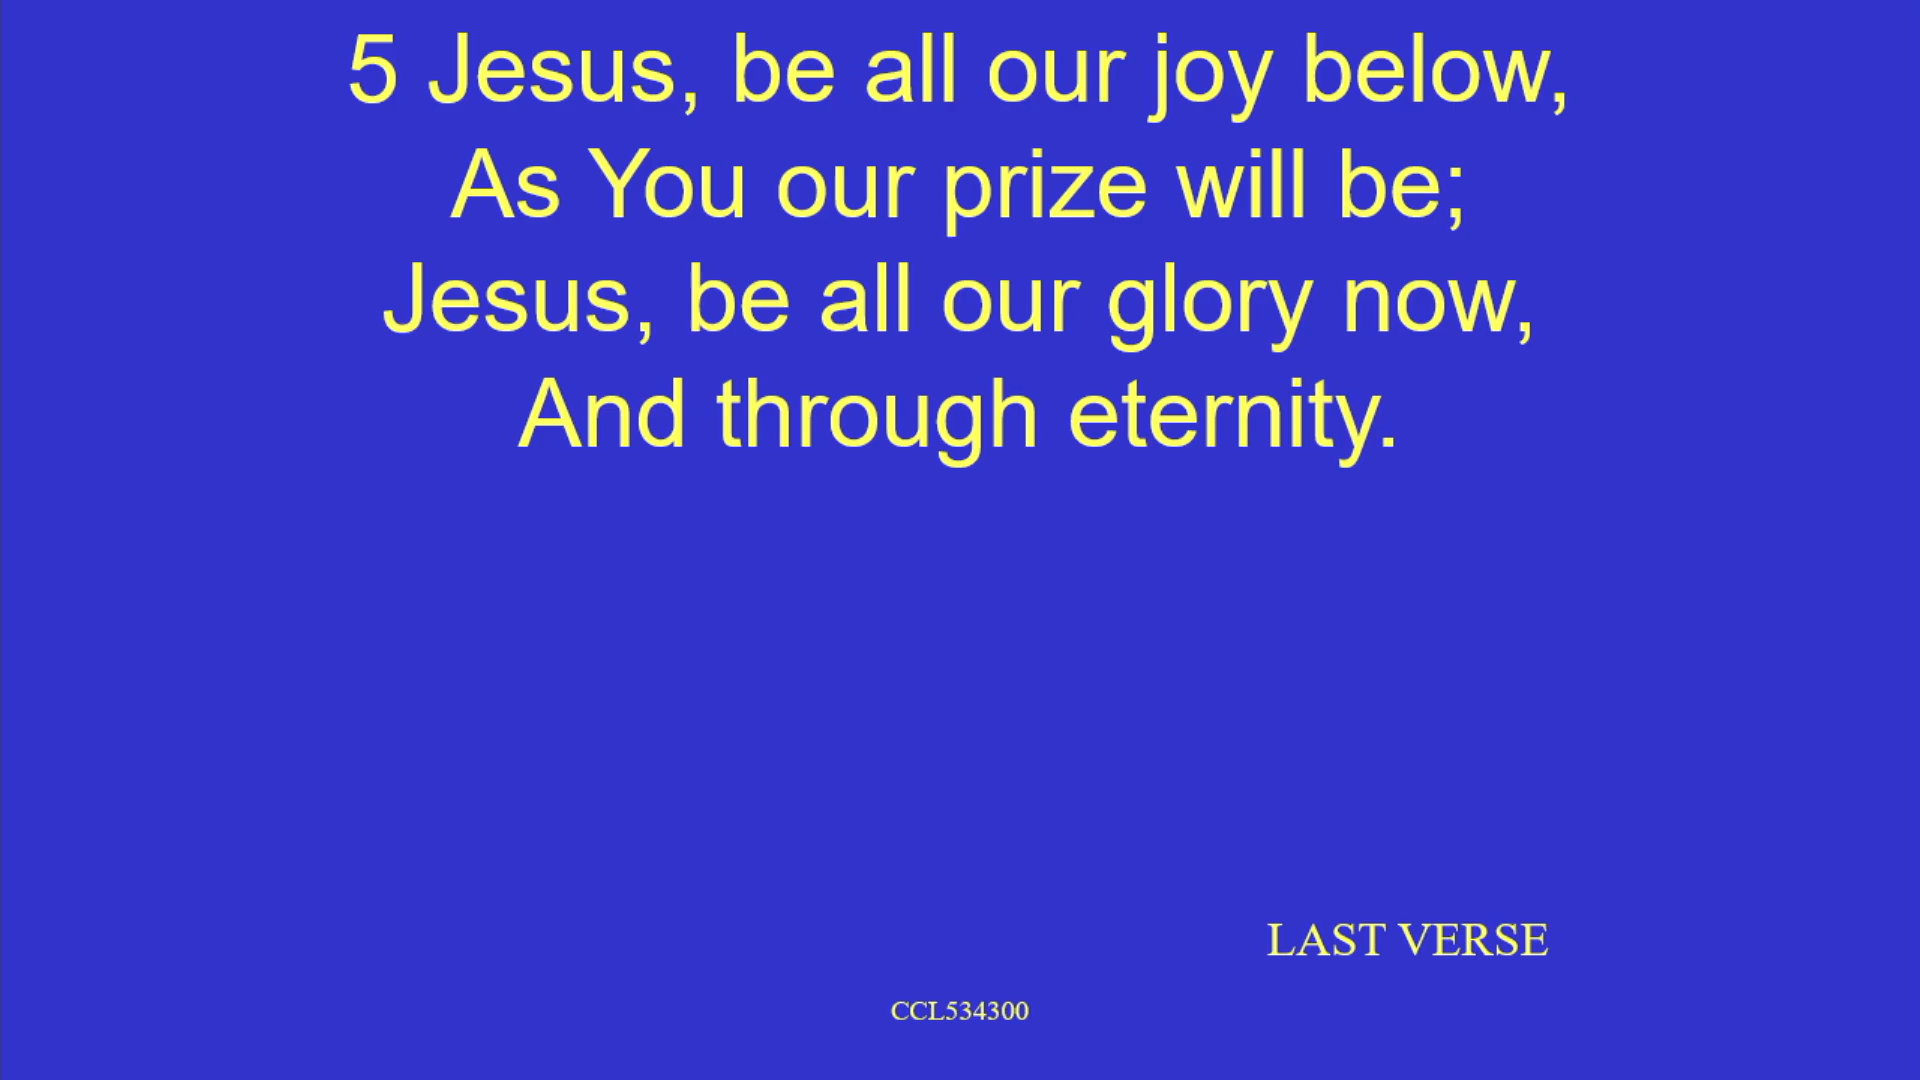 5 Jesus, be all our joy below,
As You our prize will be;
Jesus, be all our glory now,
And through eternity.
LAST VERSE
CCL534300